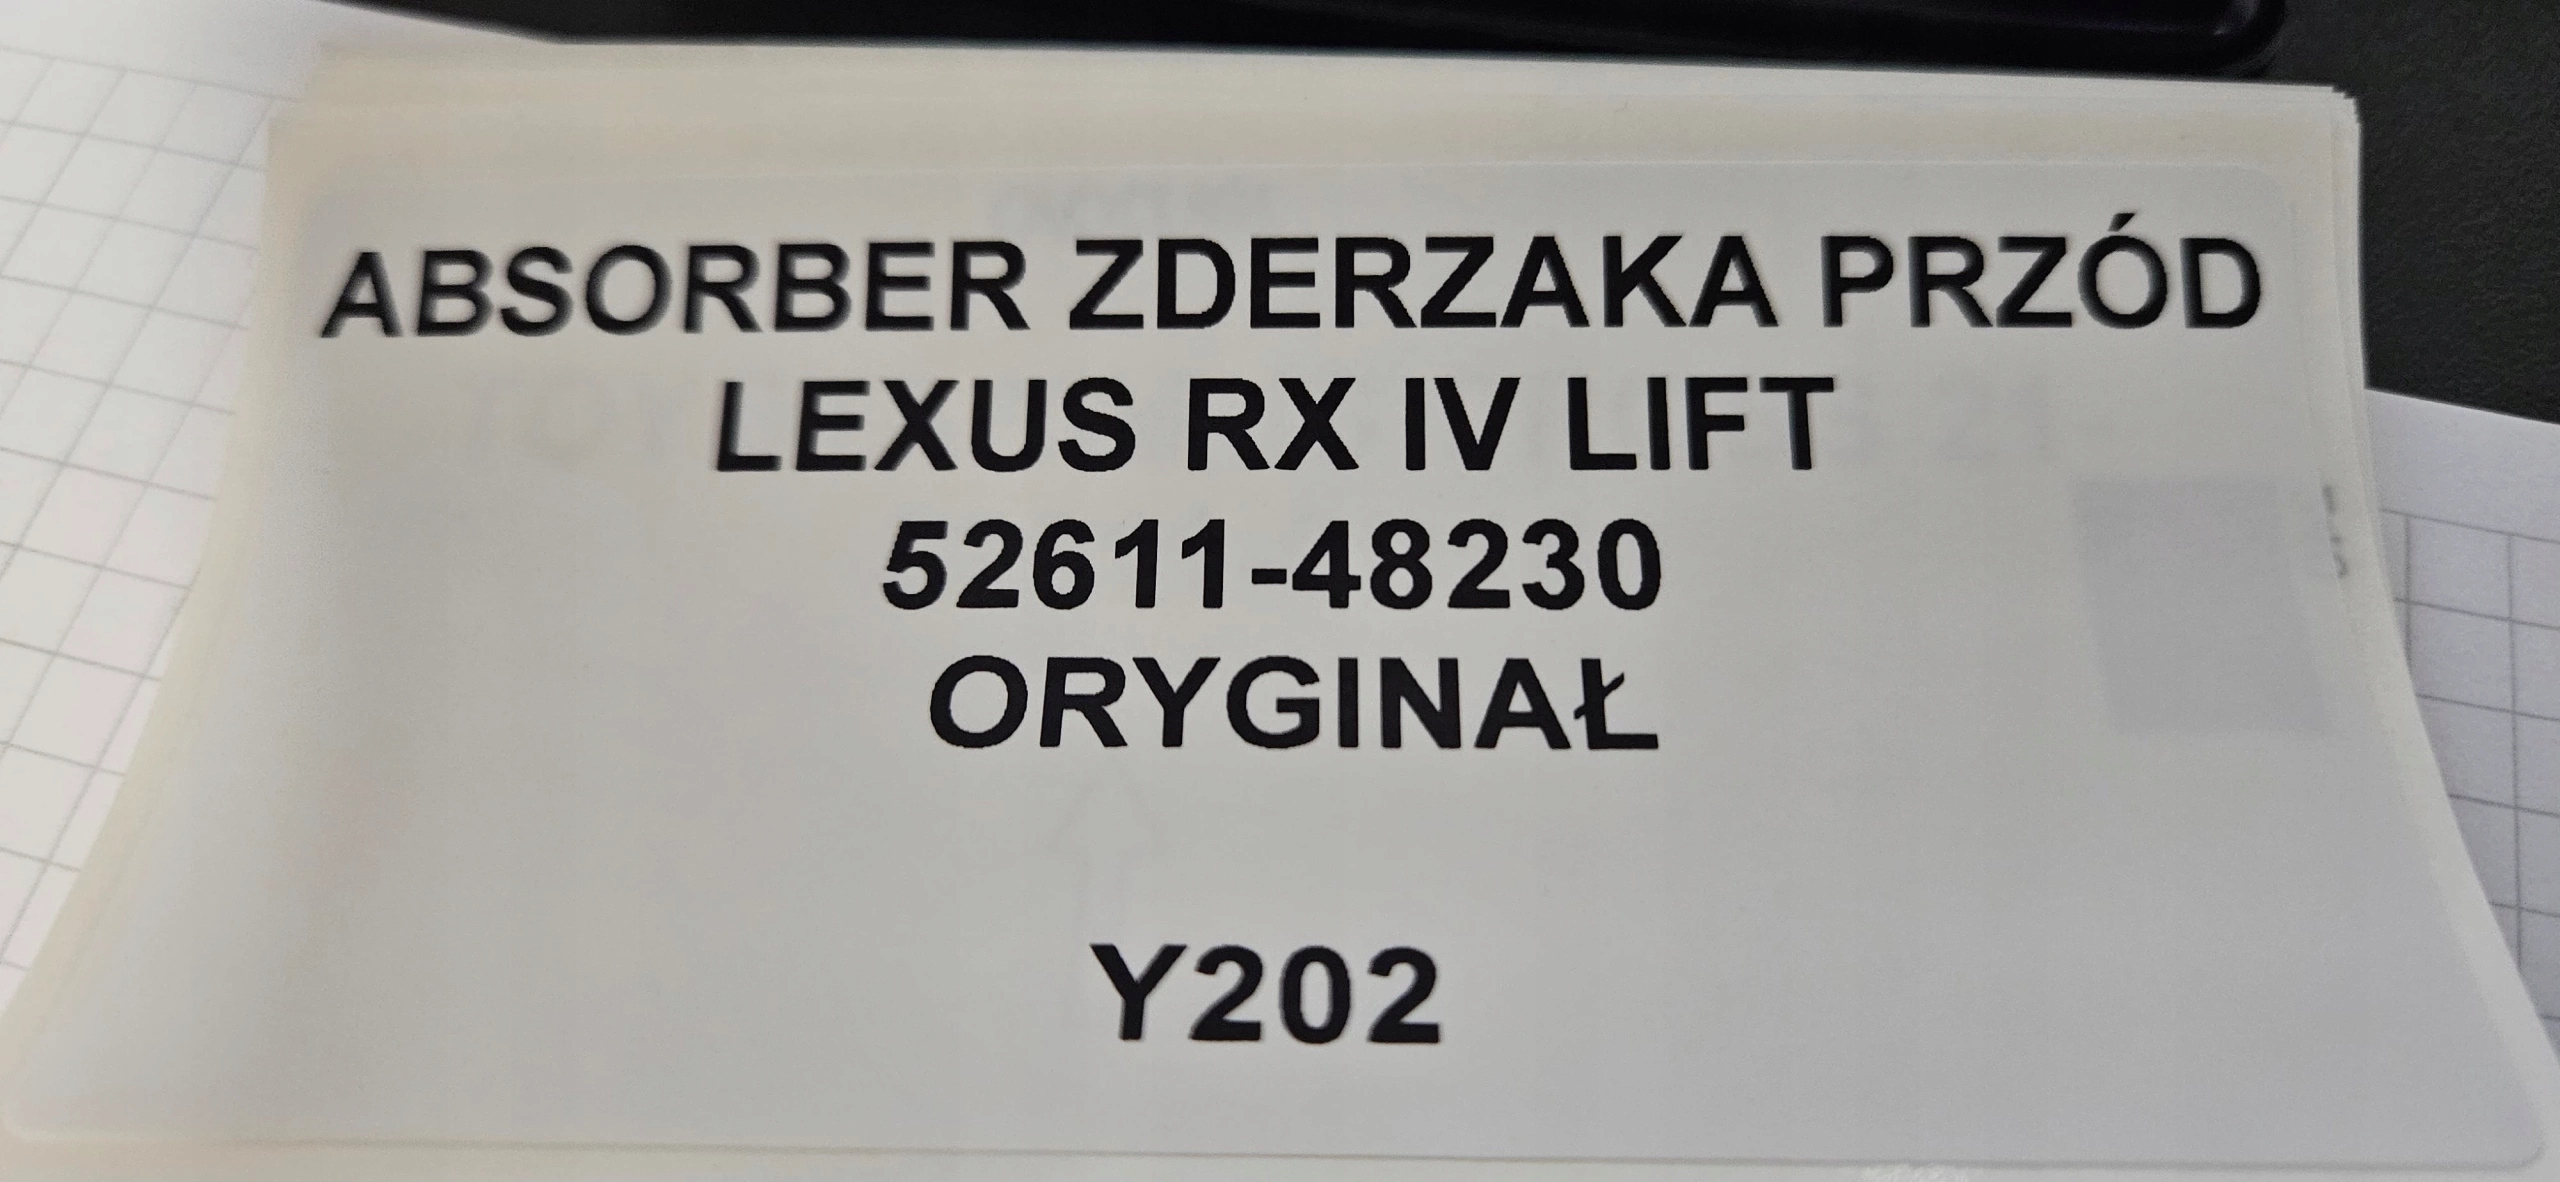 ABSORBER ZDERZAKA PRZÓD
LEXUS RX IV LIFT
52611-48230
ORYGINAŁ
Y202